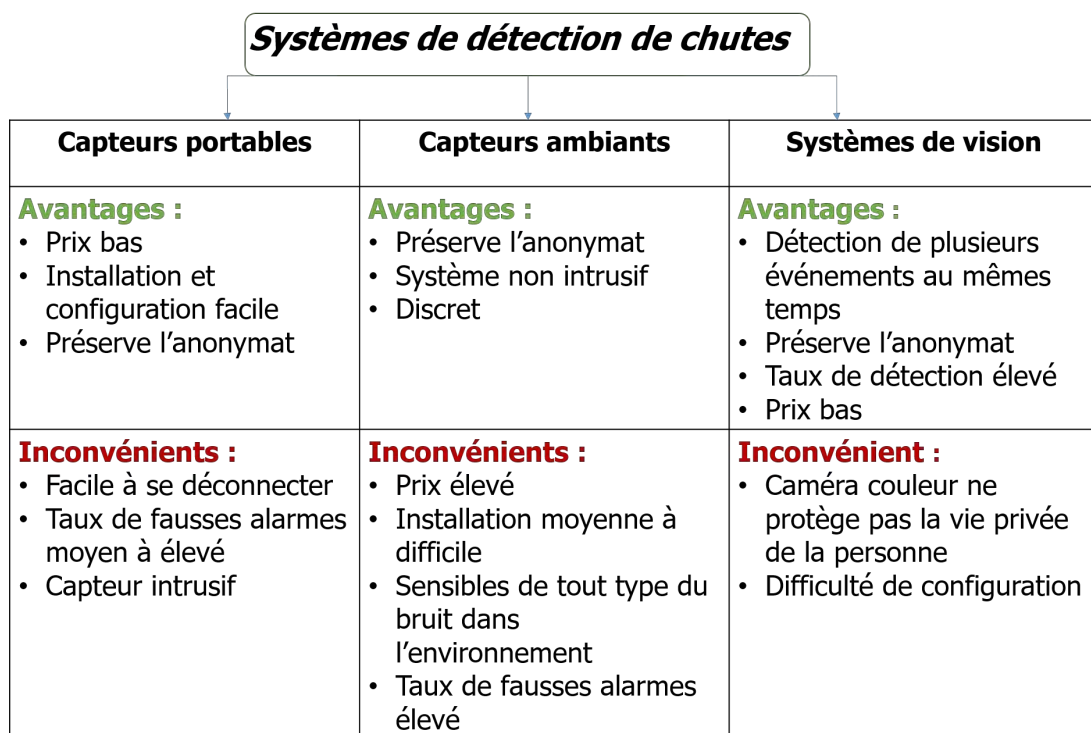 Systèmes de détection de chutes
Capteurs portables
Capteurs ambiants
Systèmes de vision
Avantages :
• Prix bas
• Installation et
configuration facile
• Préserve l’anonymat
Avantages :
• Préserve l’anonymat
• Système non intrusif
• Discret
Avantages :
• Détection de plusieurs
événements au mêmes
temps
• Préserve l’anonymat
• Taux de détection élevé
• Prix bas
Inconvénients :
• Facile à se déconnecter
• Taux de fausses alarmes
moyen à élevé
• Capteur intrusif
Inconvénients :
• Prix élevé
• Installation moyenne à
difficile
• Sensibles de tout type du
bruit dans
l’environnement
• Taux de fausses alarmes
élevé
Inconvénient :
• Caméra couleur ne
protège pas la vie privée
de la personne
• Difficulté de configuration